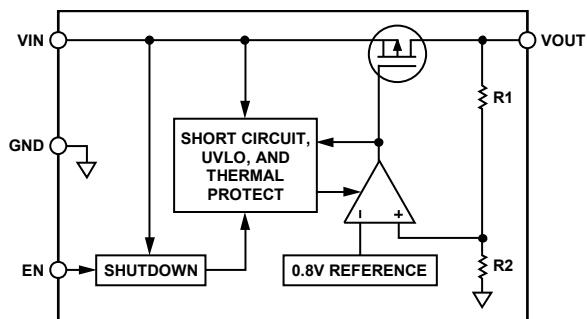 VIN
VOUT
R1
GND
SHORT CIRCUIT,
UVLO, AND
THERMAL
PROTECT
– +
EN
SHUTDOWN
0.8V REFERENCE
R2